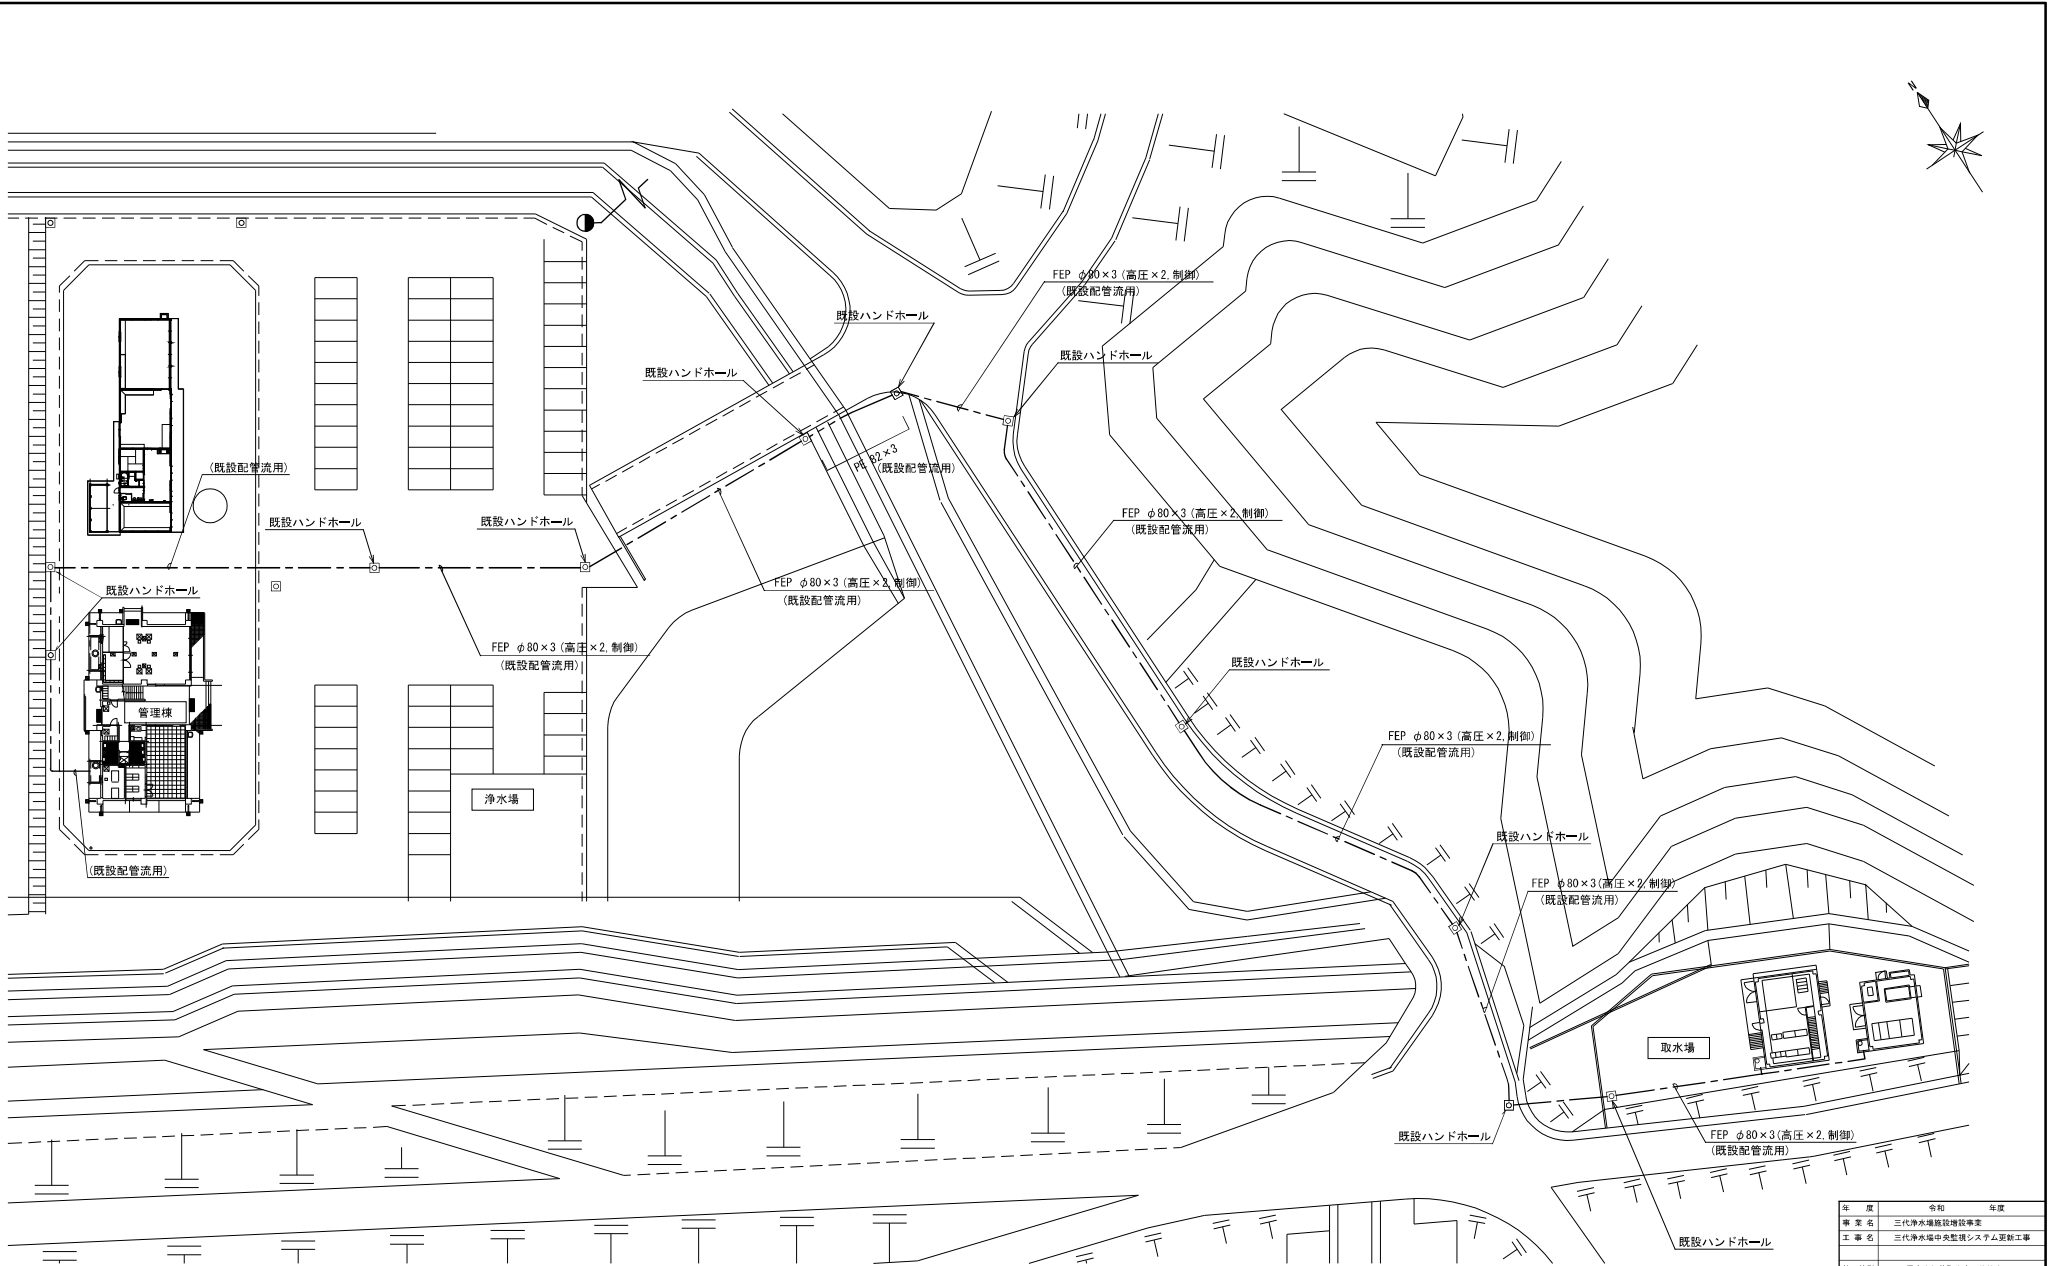 N
FEP φ80×3(高圧×2,制御)
(既設配管流用)
既設ハンドホール
既設ハンドホール
既設ハンドホール
PE 82×3
(既設配管流用)
(既設配管流用)
既設ハンドホール
既設ハンドホール
FEP φ80×3(高圧×2,制御)
(既設配管流用)
FEP φ80×3(高圧×2,制御)
(既設配管流用)
既設ハンドホール
FEP φ80×3(高圧×2,制御)
(既設配管流用)
既設ハンドホール
管理棟
FEP φ80×3(高圧×2,制御)
(既設配管流用)
浄水場
既設ハンドホール
(既設配管流用)
FEP φ80×3(高圧×2,制御)
(既設配管流用)
取水場
既設ハンドホール
FEP φ80×3(高圧×2,制御)
(既設配管流用)
既設ハンドホール
年 度 令和 年度
事 業 名 三代浄水場施設増設事業
工 事 名 三代浄水場中央監視システム更新工事